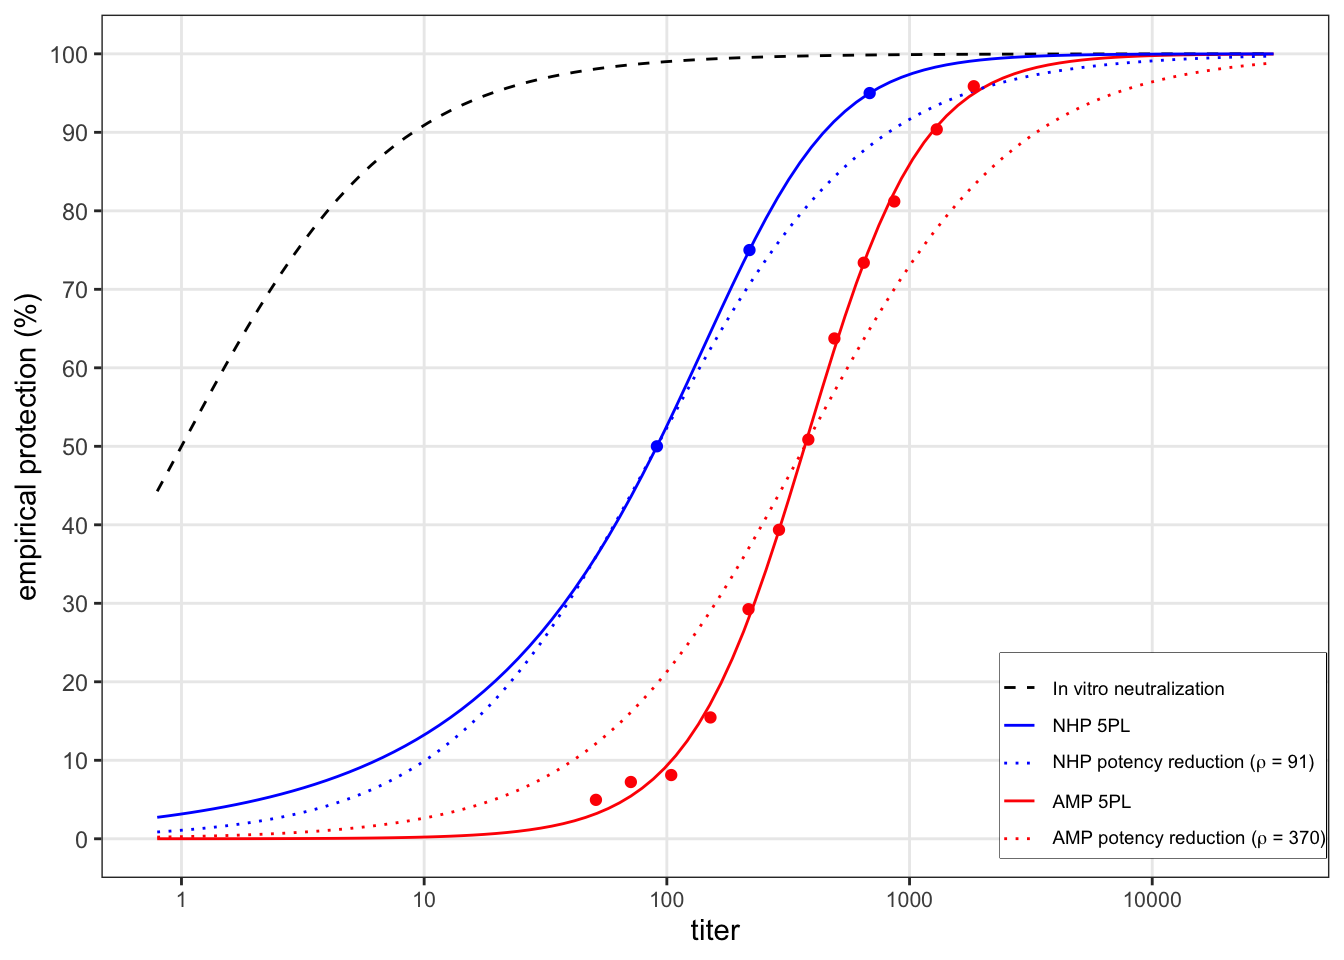 empirical protection (%)
100
90
80
70
60
50
40
30
20
10
0
In vitro neutralization
NHP 5PL
NHP potency reduction (ρ = 91)
AMP 5PL
AMP potency reduction (ρ = 370)
1 10 100 1000 10000
titer